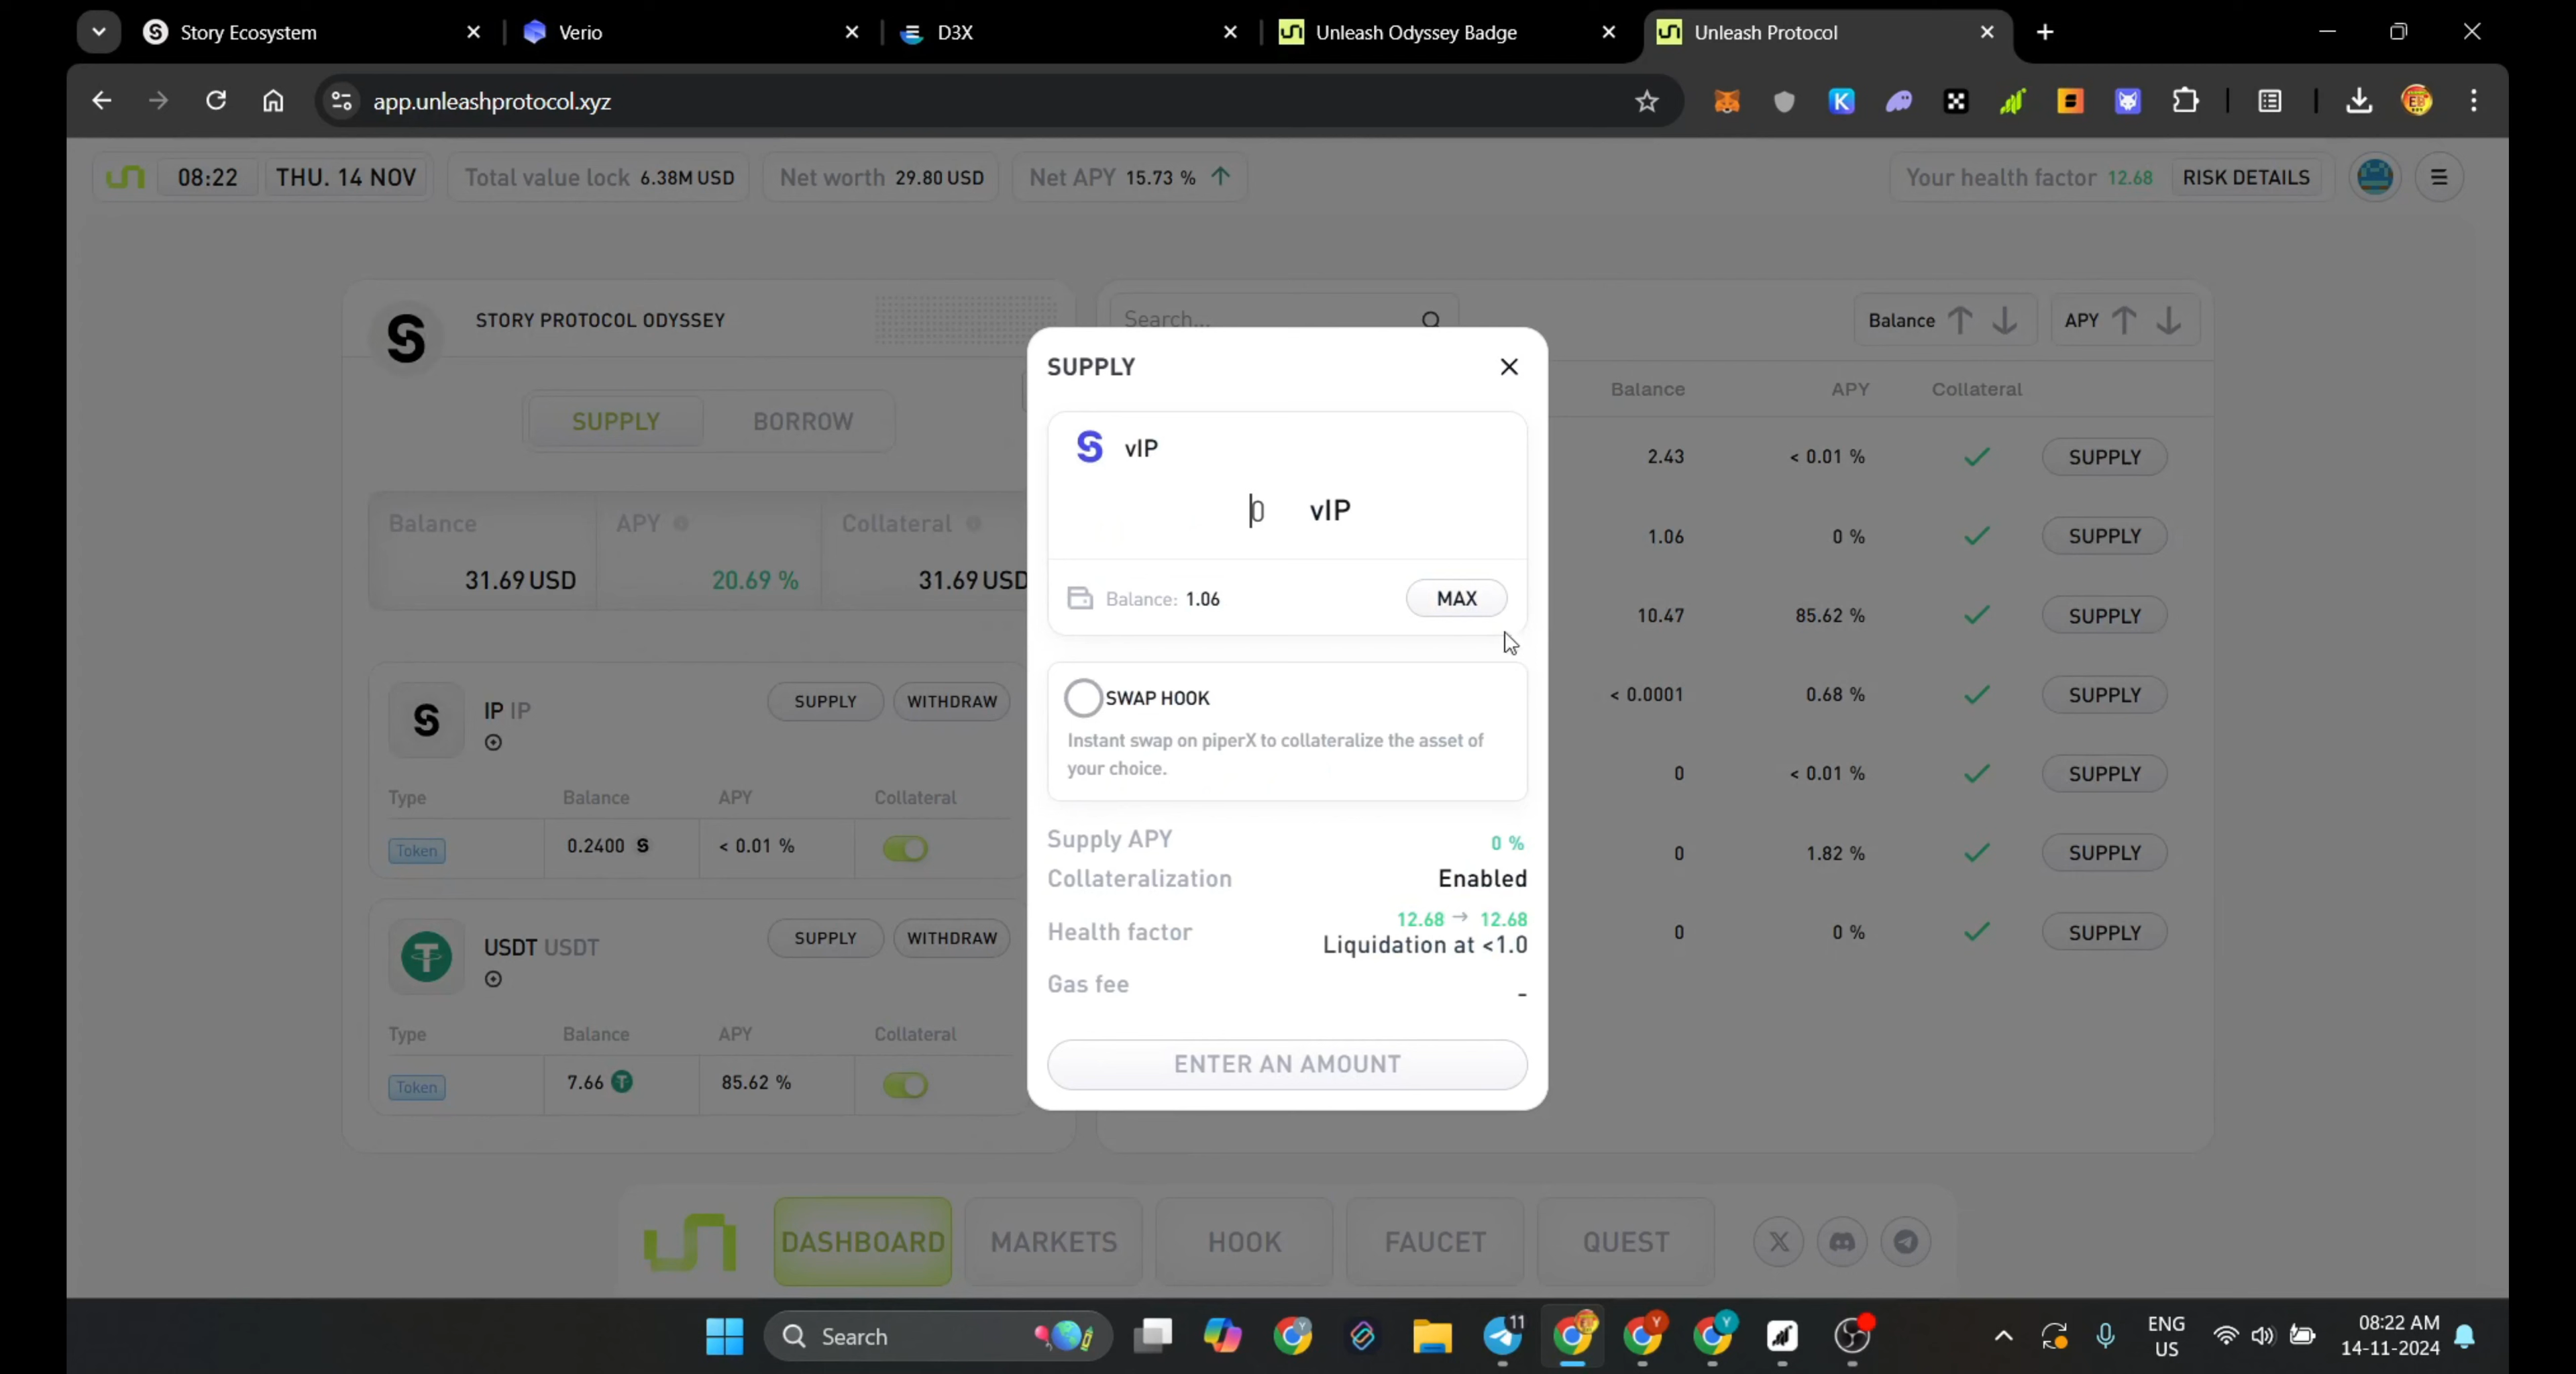 Story Ecosystem
Verio
D3X
Unleash Odyssey Badge
Unleash Protocol
app.unleashprotocol.xyz
08:22 THU. 14 NOV Total value lock 6.38M USD Net worth 29.80 USD Net APY 15.73 % Your health factor 12.68 RISK DETAILS
STORY PROTOCOL ODYSSEY
SUPPLY BORROW
Balance APY Collateral
31.69 USD 20.69 % 31.69 USD
IP IP SUPPLY WITHDRAW
Type Balance APY Collateral
Token 0.2400 < 0.01 %
USDT USDT SUPPLY WITHDRAW
Type Balance APY Collateral
Token 7.66 85.62 %
Search...
Balance APY
Balance APY Collateral
2.43 < 0.01 % SUPPLY
1.06 0 % SUPPLY
10.47 85.62 % SUPPLY
< 0.0001 0.68 % SUPPLY
0 < 0.01 % SUPPLY
0 1.82 % SUPPLY
0 0 % SUPPLY
SUPPLY
vIP
0 vIP
Balance: 1.06 MAX
SWAP HOOK
Instant swap on piperX to collateralize the asset of
your choice.
Supply APY 0 %
Collateralization Enabled
Health factor 12.68 → 12.68
Liquidation at <1.0
Gas fee -
ENTER AN AMOUNT
DASHBOARD MARKETS HOOK FAUCET QUEST
Search
11
ENG
US
08:22 AM
14-11-2024